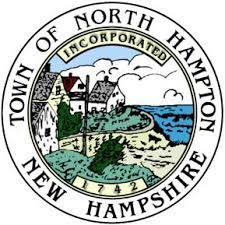 TOWN OF NORTH HAMPTON
INCORPORATED
1742
NEW HAMPSHIRE